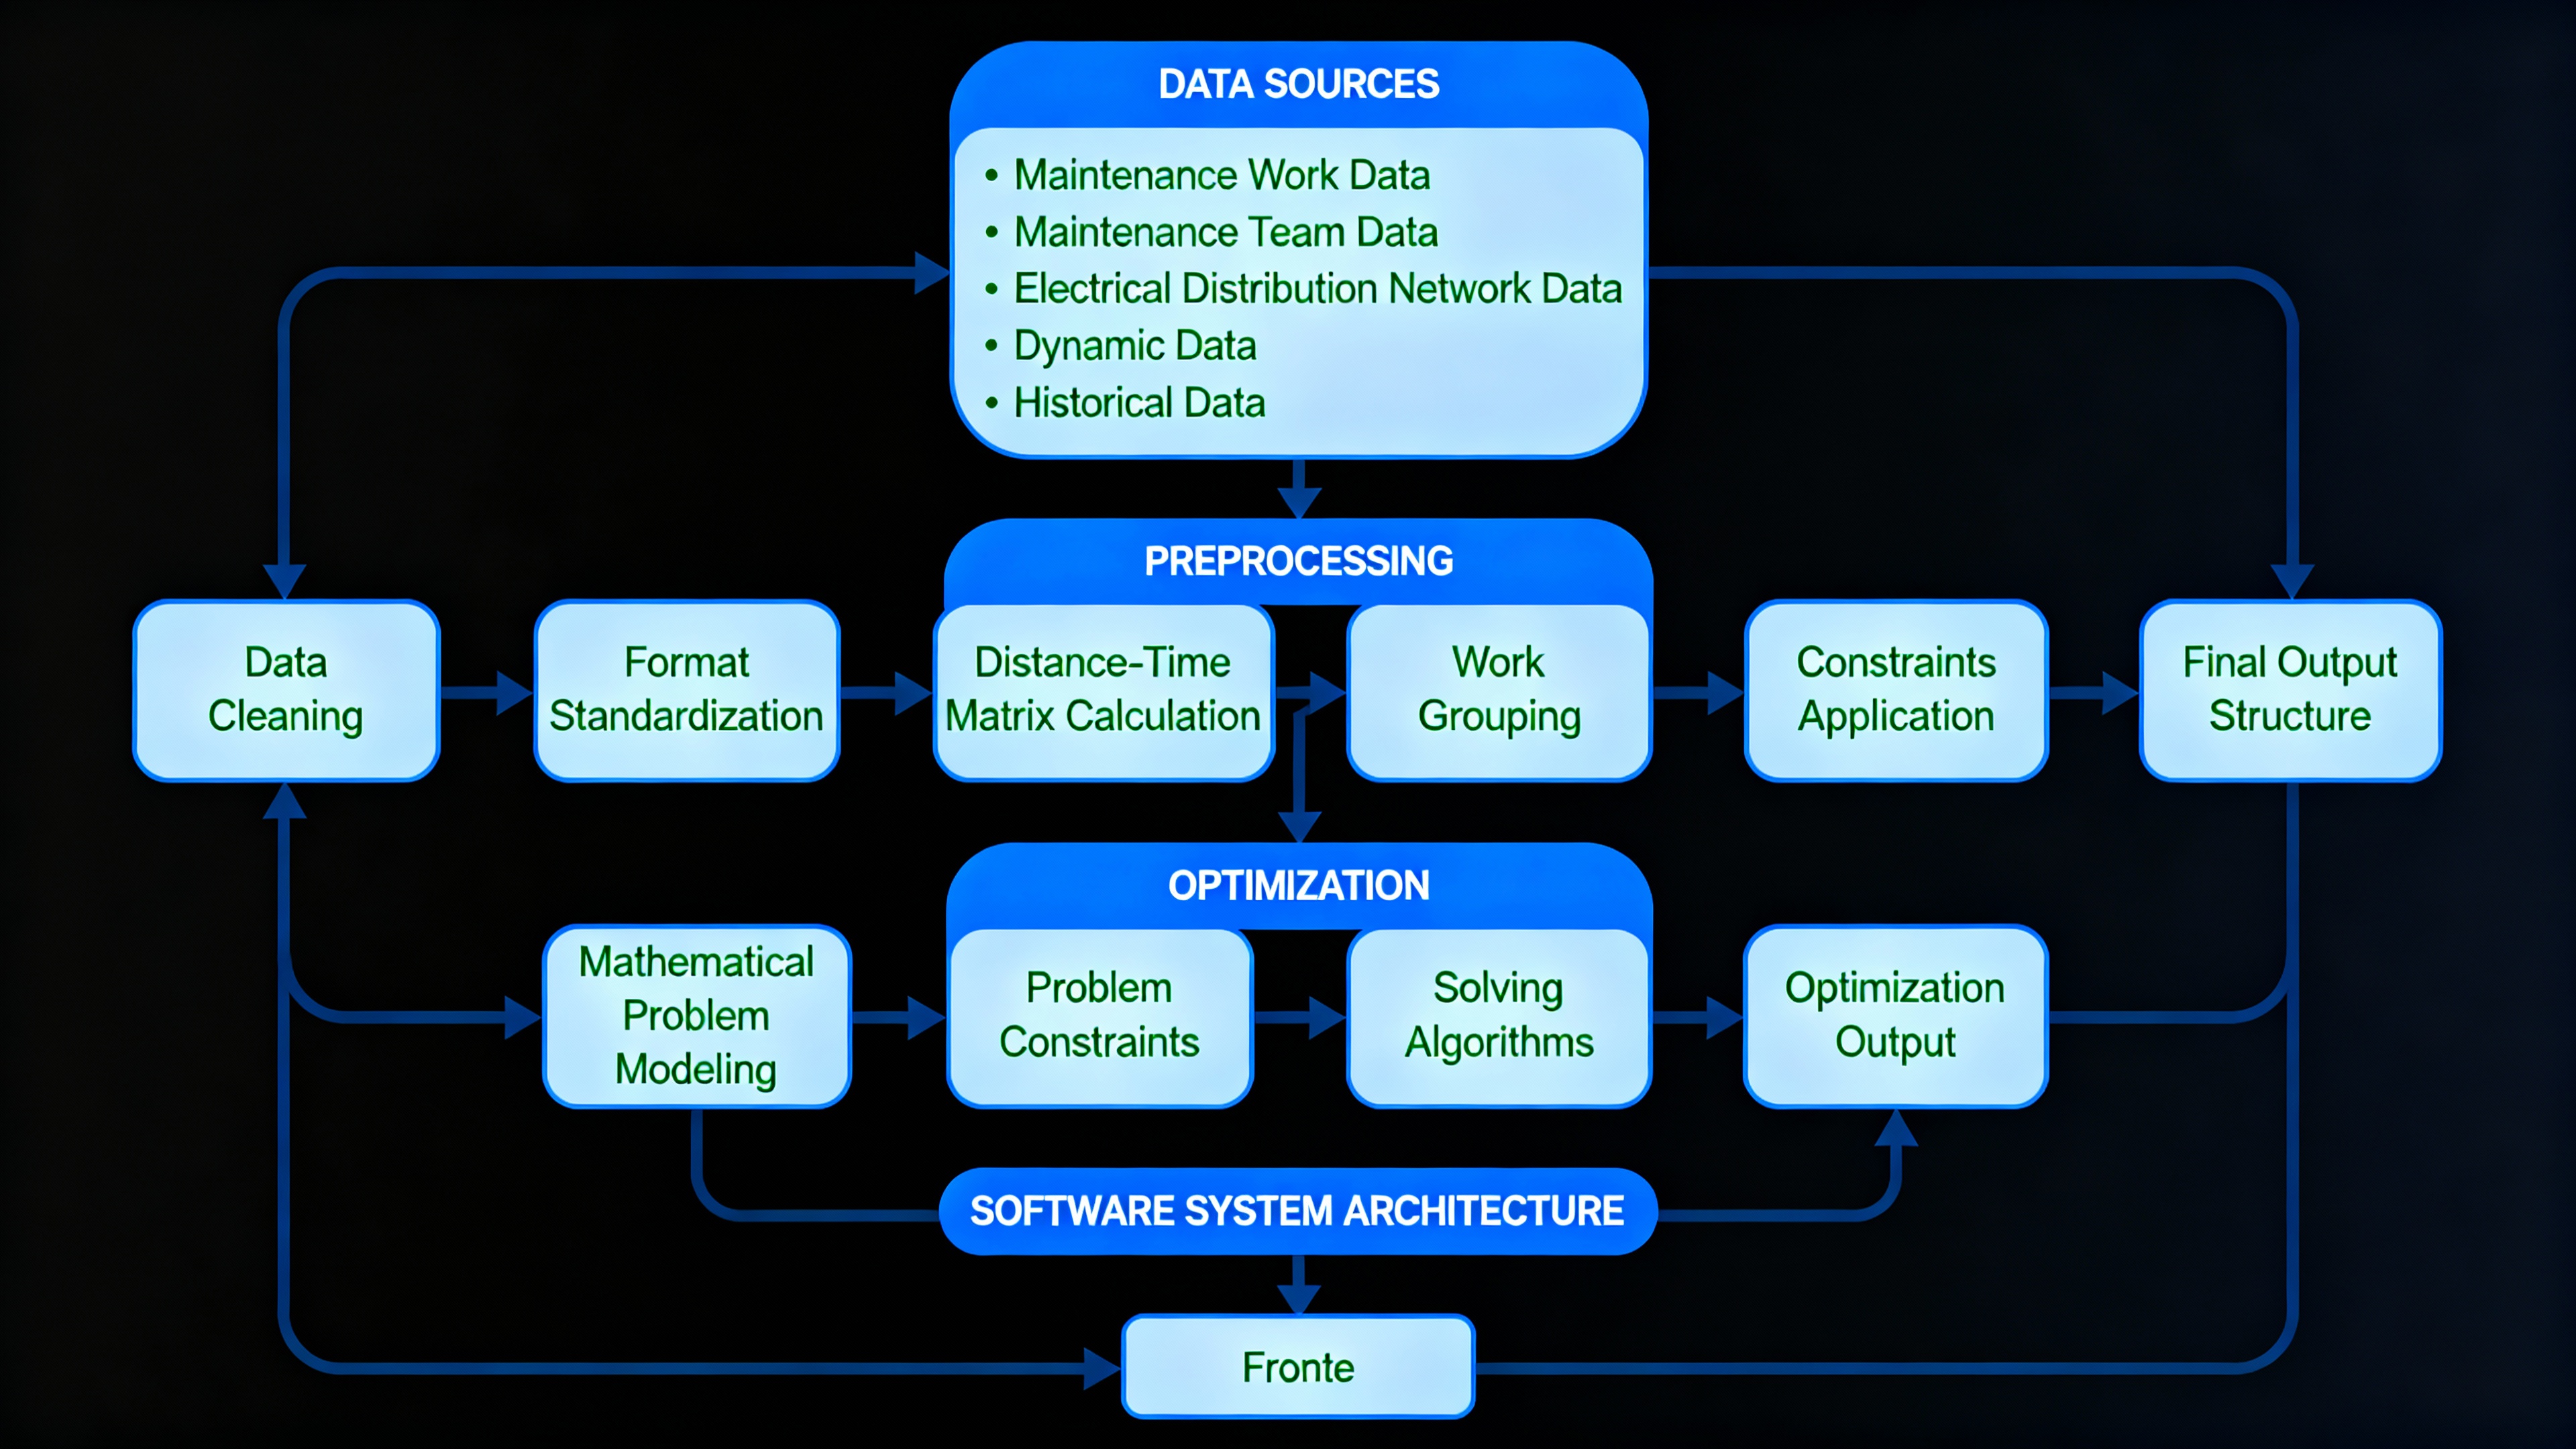 DATA SOURCES
• Maintenance Work Data
• Maintenance Team Data
• Electrical Distribution Network Data
• Dynamic Data
• Historical Data
PREPROCESSING
Data
Cleaning
Format
Standardization
Distance-Time
Matrix Calculation
Work
Grouping
Constraints
Application
Final Output
Structure
OPTIMIZATION
Mathematical
Problem
Modeling
Problem
Constraints
Solving
Algorithms
Optimization
Output
SOFTWARE SYSTEM ARCHITECTURE
Fronte